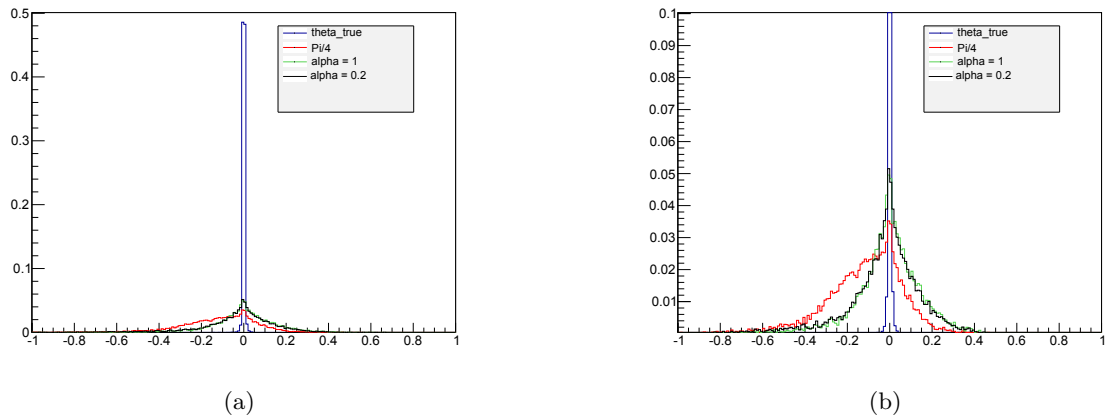 0.5
0.4
0.3
0.2
0.1
0
-1 -0.8 -0.6 -0.4 -0.2 0 0.2 0.4 0.6 0.8 1
theta_true
Pi/4
alpha = 1
alpha = 0.2
(a)
0.1
0.09
0.08
0.07
0.06
0.05
0.04
0.03
0.02
0.01
-1 -0.8 -0.6 -0.4 -0.2 0 0.2 0.4 0.6 0.8 1
theta_true
Pi/4
alpha = 1
alpha = 0.2
(b)